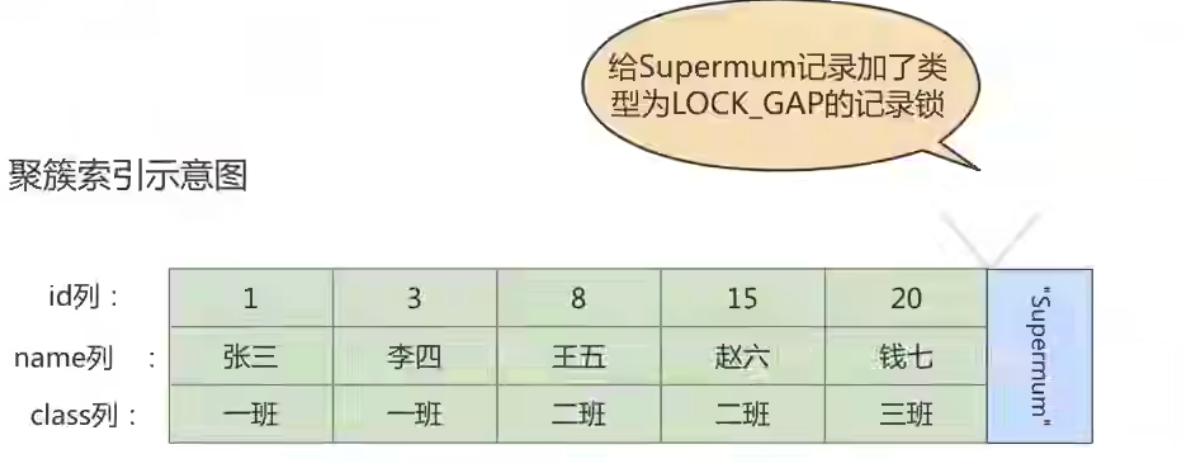 给Supermum记录加了类
型为LOCK_GAP的记录锁
聚簇索引示意图
id列： 1 3 8 15 20
name列 ： 张三 李四 王五 赵六 钱七
class列： 一班 一班 二班 二班 三班
"Supermum"